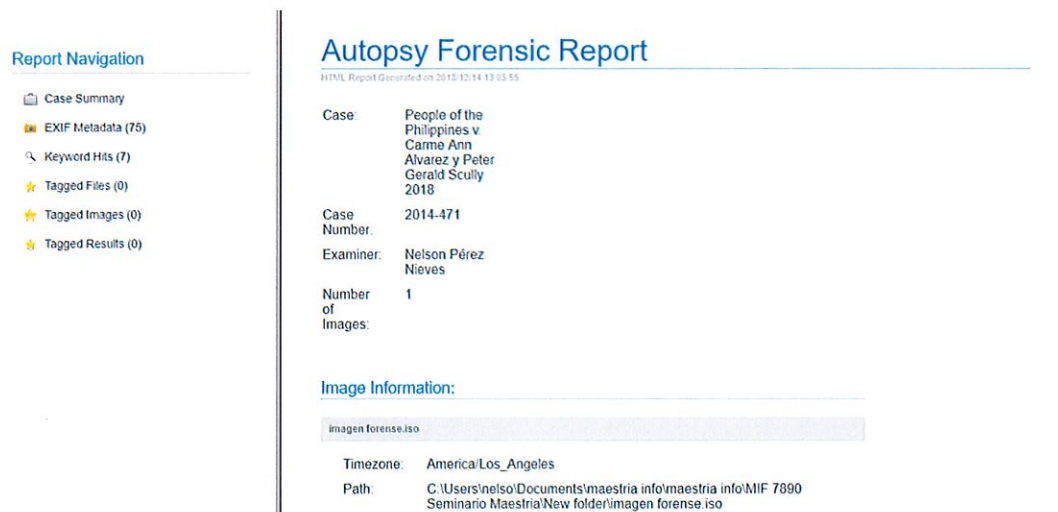 Report Navigation
Case Summary
EXIF Metadata (75)
Keyword Hits (7)
Tagged Files (0)
Tagged Images (0)
Tagged Results (0)
Autopsy Forensic Report
HTML Report Generated on 2018/12/14 13:05:55
Case: People of the
Philippines v.
Carme Ann
Alvarez y Peter
Gerald Scully
2018
Case 2014-471
Number:
Examiner: Nelson Pérez
Nieves
Number 1
of
Images:
Image Information:
imagen forense.iso
Timezone: America/Los_Angeles
Path: C:\Users\nelso\Documents\maestria info\maestria info\MIF 7890
Seminario Maestria\New folder\imagen forense.iso